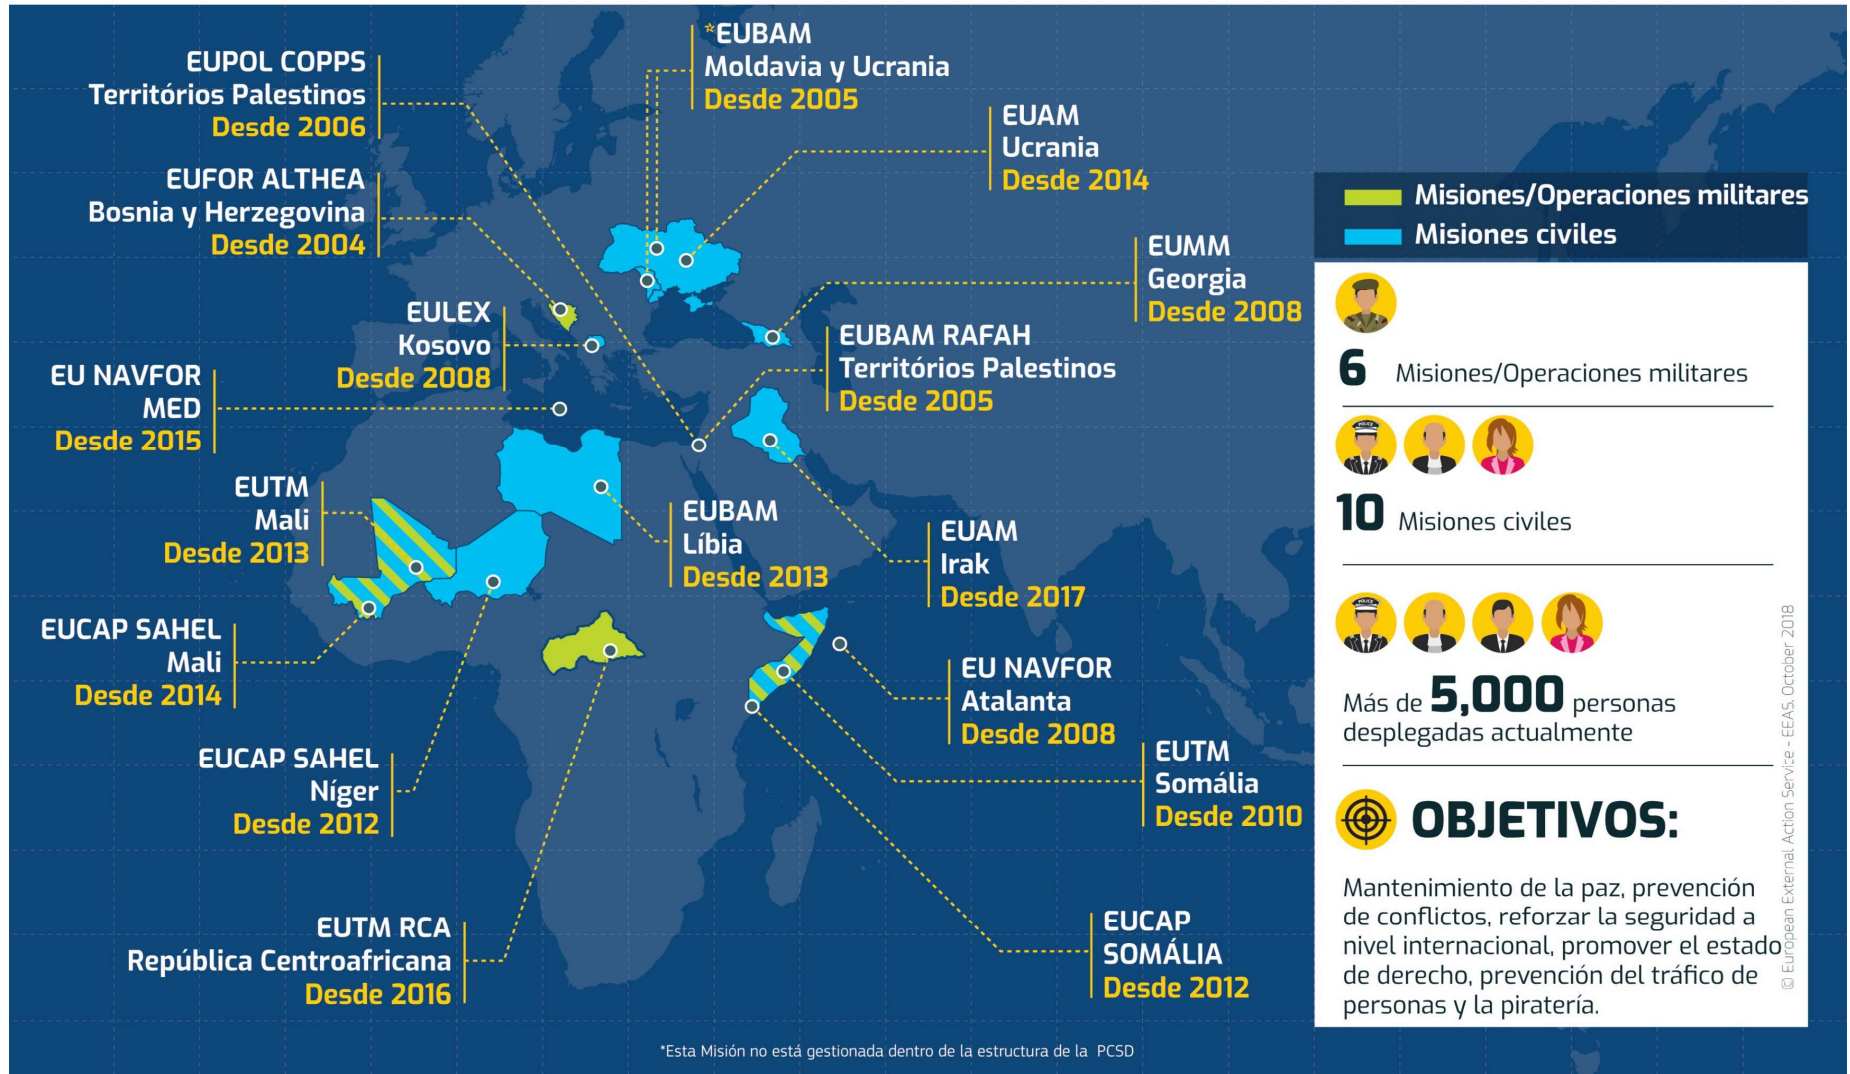 *EUBAM
Moldavia y Ucrania
Desde 2005
EUPOL COPPS
Territórios Palestinos
Desde 2006
EUAM
Ucrania
Desde 2014
EUFOR ALTHEA
Bosnia y Herzegovina
Desde 2004
EUMM
Georgia
Desde 2008
EULEX
Kosovo
Desde 2008
EUBAM RAFAH
Territórios Palestinos
Desde 2005
EU NAVFOR
MED
Desde 2015
EUTM
Mali
Desde 2013
EUBAM
Líbia
Desde 2013
EUAM
Irak
Desde 2017
EUCAP SAHEL
Mali
Desde 2014
EU NAVFOR
Atalanta
Desde 2008
EUCAP SAHEL
Níger
Desde 2012
EUTM
Somália
Desde 2010
EUTM RCA
República Centroafricana
Desde 2016
EUCAP
SOMÁLIA
Desde 2012
*Esta Misión no está gestionada dentro de la estructura de la PCSD
Misiones/Operaciones militares
Misiones civiles
6 Misiones/Operaciones militares
POLICE
10 Misiones civiles
POLICE
Más de 5,000 personas
desplegadas actualmente
OBJETIVOS:
Mantenimiento de la paz, prevención
de conflictos, reforzar la seguridad a
nivel internacional, promover el estado
de derecho, prevención del tráfico de
personas y la piratería.
© European External Action Service - EEAS, October 2018